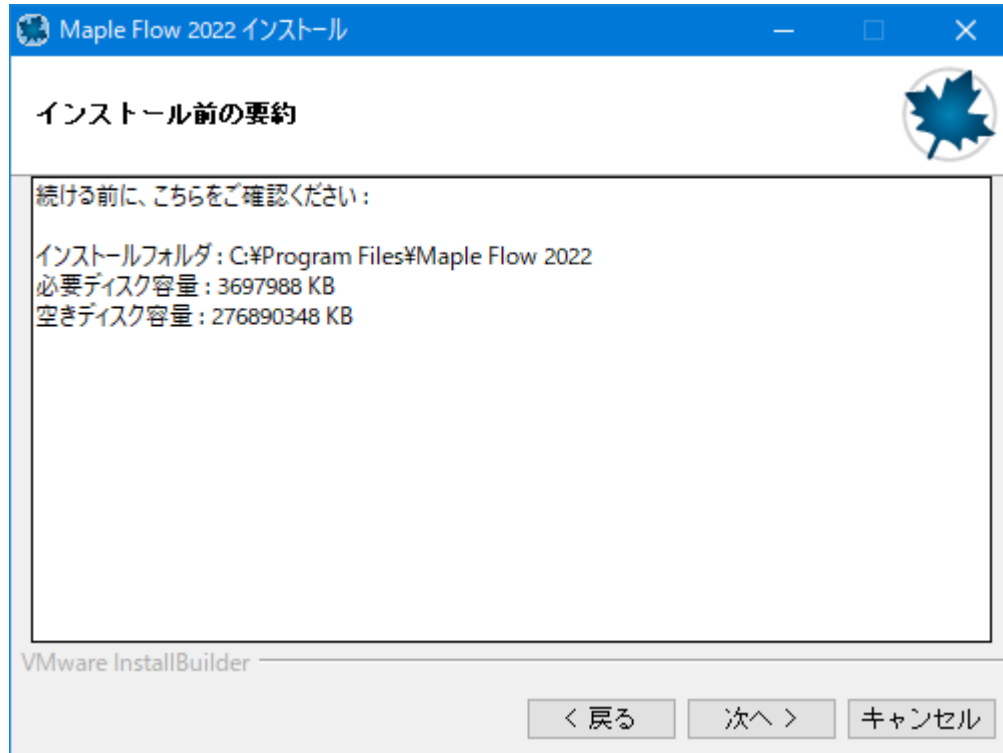 Maple Flow 2022 インストール
インストール前の要約
続ける前に、こちらをご確認ください :
インストールフォルダ : C:¥Program Files¥Maple Flow 2022
必要ディスク容量 : 3697988 KB
空きディスク容量 : 276890348 KB
VMware InstallBuilder
< 戻る
次へ >
キャンセル